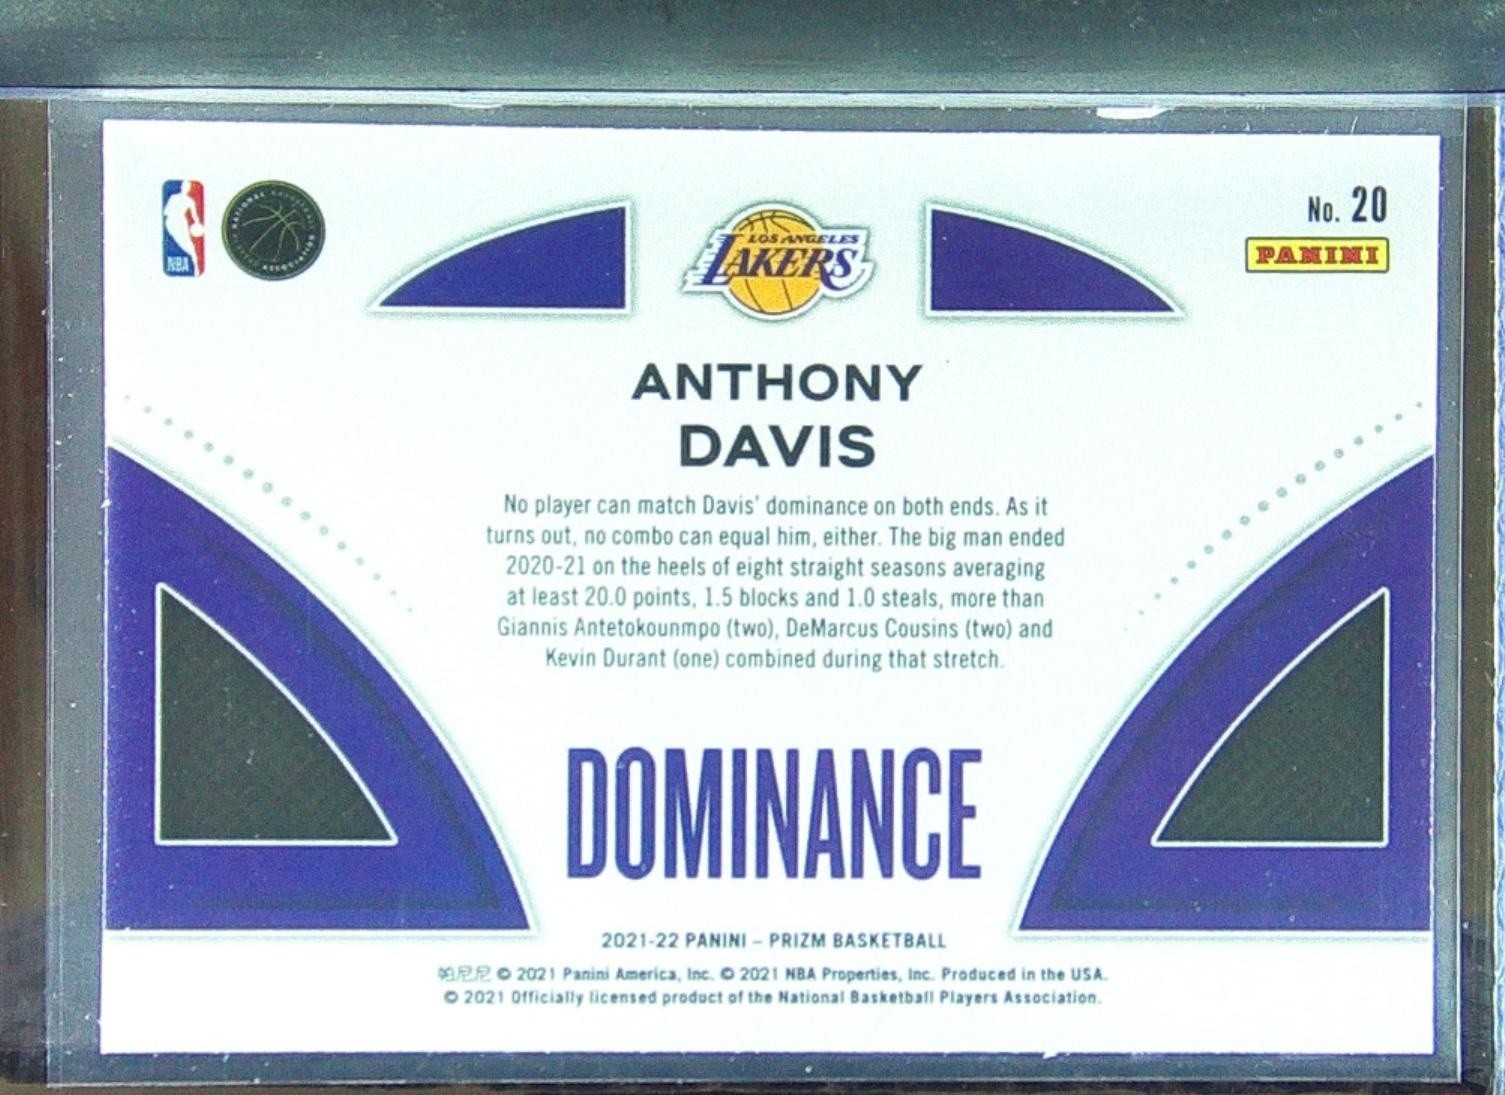 No. 20
NBA
LOS ANGELES
LAKERS
PANINI
ANTHONY
DAVIS
No player can match Davis' dominance on both ends. As it
turns out, no combo can equal him, either. The big man ended
2020-21 on the heels of eight straight seasons averaging
at least 20.0 points, 1.5 blocks and 1.0 steals, more than
Giannis Antetokounmpo (two), DeMarcus Cousins (two) and
Kevin Durant (one) combined during that stretch.
DOMINANCE
2021-22 PANINI – PRIZM BASKETBALL
帕尼尼 © 2021 Panini America, Inc. © 2021 NBA Properties, Inc. Produced in the USA.
© 2021 Officially licensed product of the National Basketball Players Association.